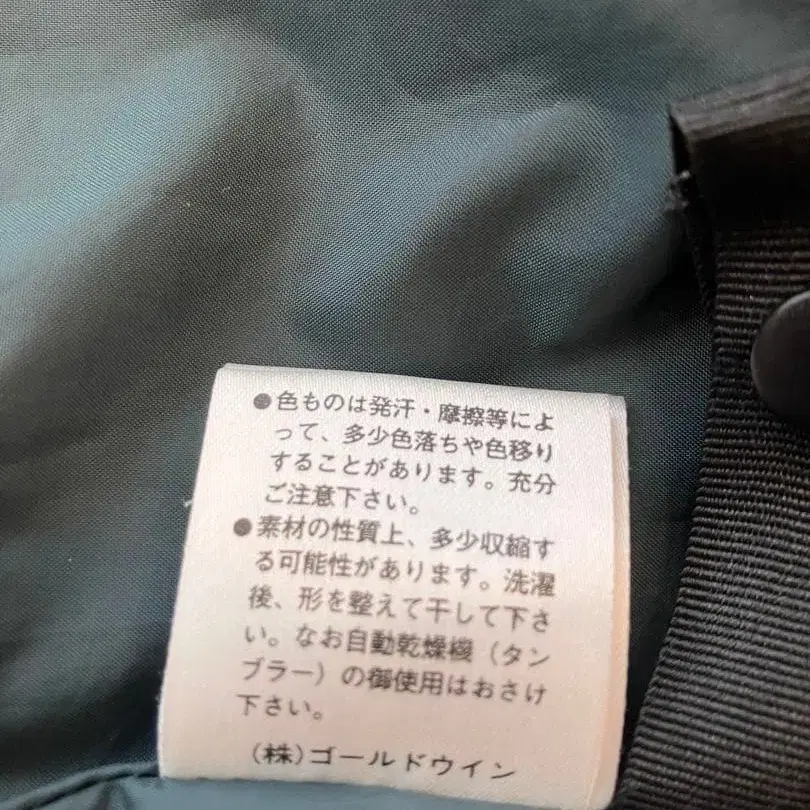 ●色ものは発汗・摩擦等によ
って、多少色落ちや色移り
することがあります。充分
ご注意下さい。
●素材の性質上、多少収縮す
る可能性があります。洗濯
後、形を整えて干して下さ
い。なお自動乾燥機（タン
ブラー）の御使用はおさけ
下さい。
(株)ゴールドウイン